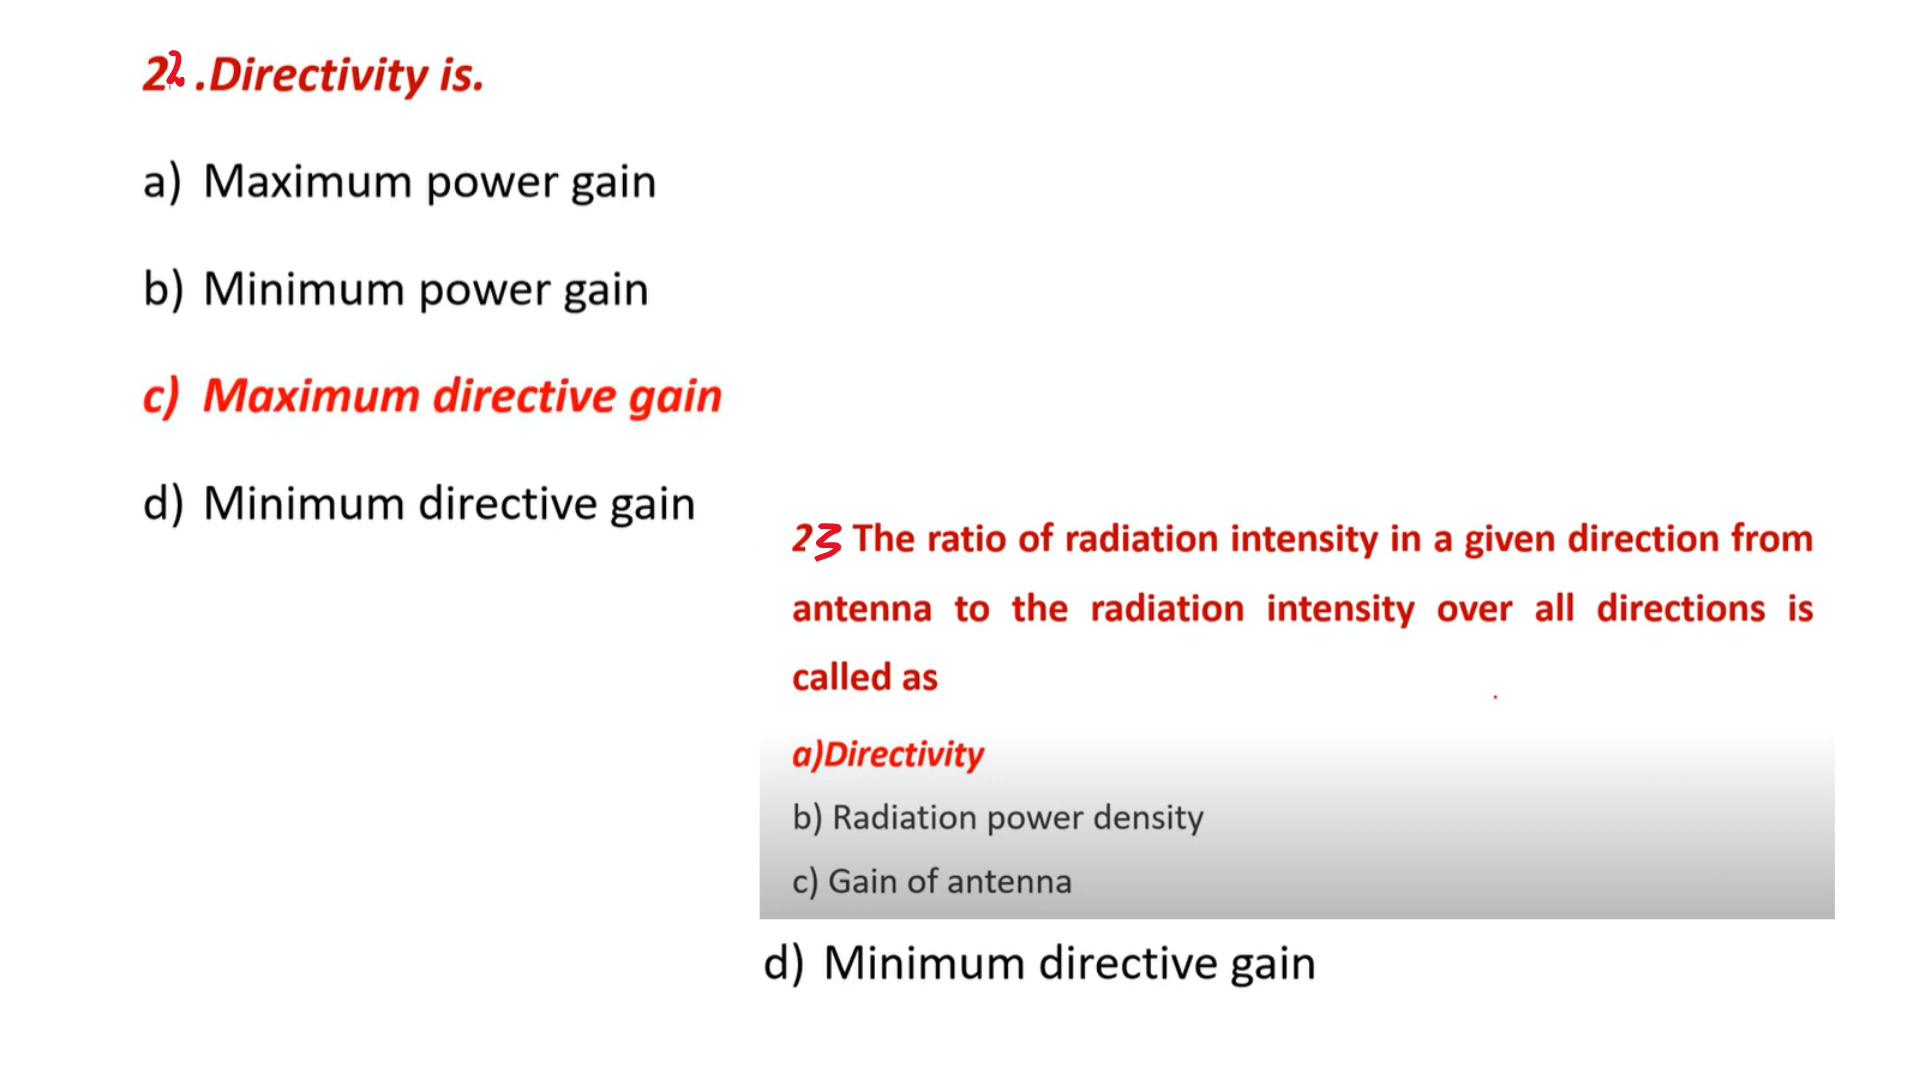 22 .Directivity is.
a) Maximum power gain
b) Minimum power gain
c) Maximum directive gain
d) Minimum directive gain
23 The ratio of radiation intensity in a given direction from
antenna to the radiation intensity over all directions is
called as
a)Directivity
b) Radiation power density
c) Gain of antenna
d) Minimum directive gain